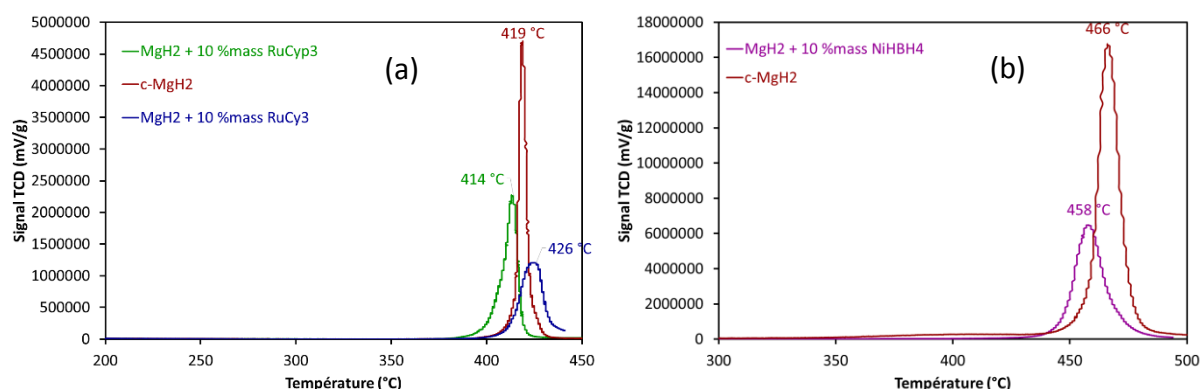 5000000
4500000
4000000
3500000
3000000
2500000
2000000
1500000
1000000
500000
0
Signal TCD (mV/g)
MgH2 + 10 %mass RuCyp3
c-MgH2
MgH2 + 10 %mass RuCy3
419 °C
(a)
414 °C
426 °C
200
250
300
350
400
450
Température (°C)
18000000
16000000
14000000
12000000
10000000
8000000
6000000
4000000
2000000
0
Signal TCD (mV/g)
MgH2 + 10 %mass NiHBH4
c-MgH2
466 °C
(b)
458 °C
300
350
400
450
500
Température (°C)